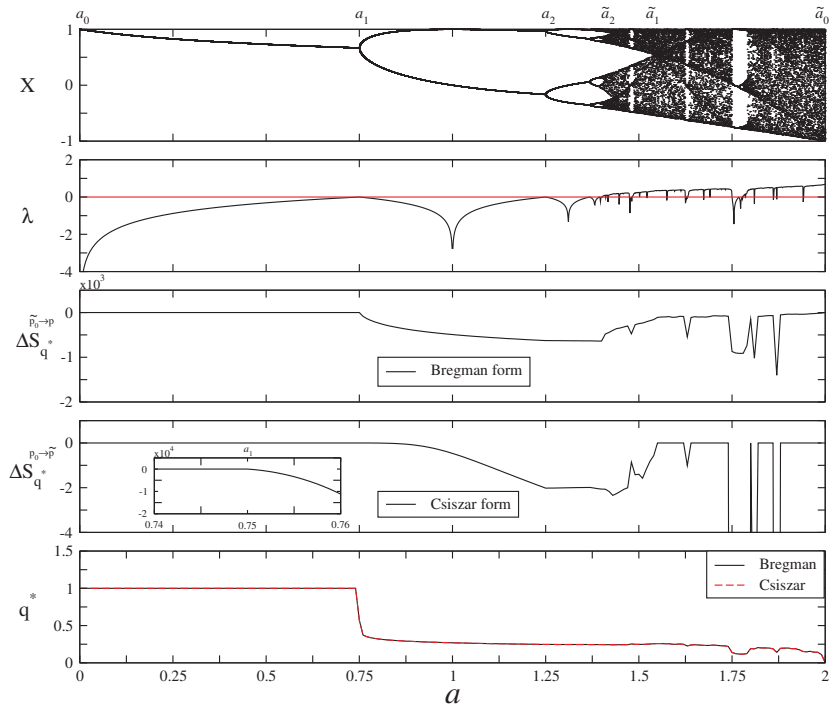 a₀ a₁ a₂ ã₂ ã₁ ã₀
1
0
-1
X
2
0
-2
-4
λ
x10³
0
-1
-2
ΔS_q*^p̃₀→p
Bregman form
0
-2
-4
ΔS_q*^p₀→p̃
Csiszar form
x10⁴
a₁
0
-1
-2
0.74 0.75 0.76
1.5
1
0.5
0
q*
Bregman
Csiszar
0 0.25 0.5 0.75 1 1.25 1.5 1.75 2
a